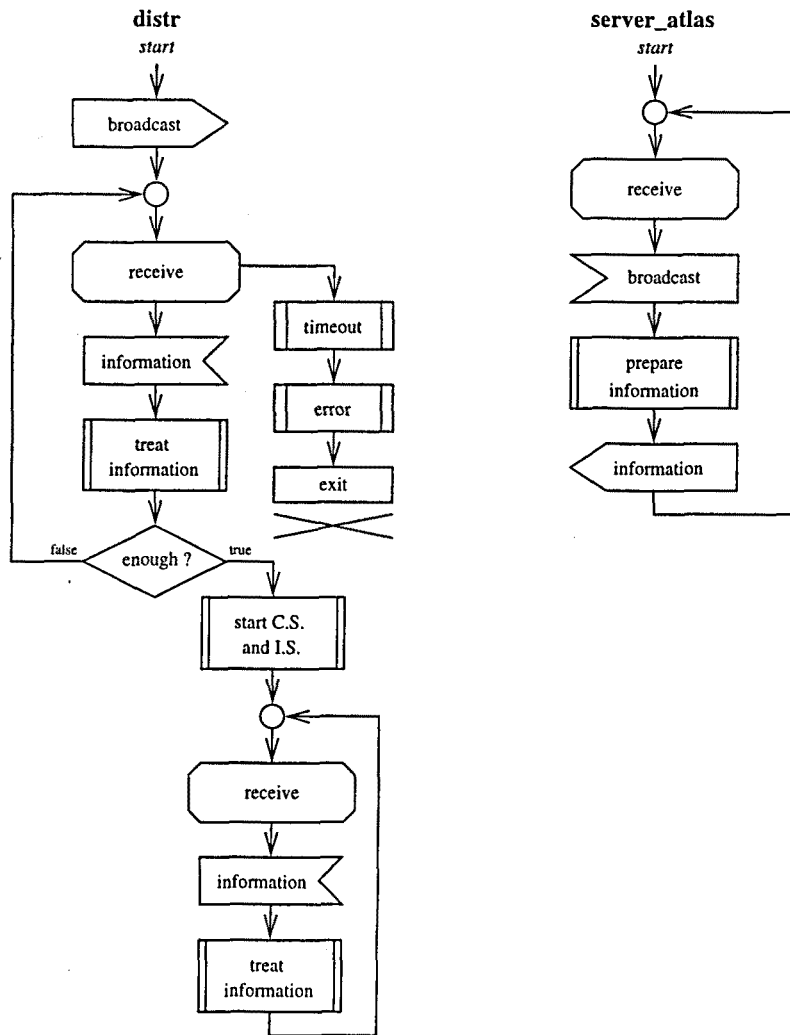 distr
start
broadcast
receive
timeout
information
error
treat
information
exit
false
enough ?
true
start C.S.
and I.S.
receive
information
treat
information
server_atlas
start
receive
broadcast
prepare
information
information